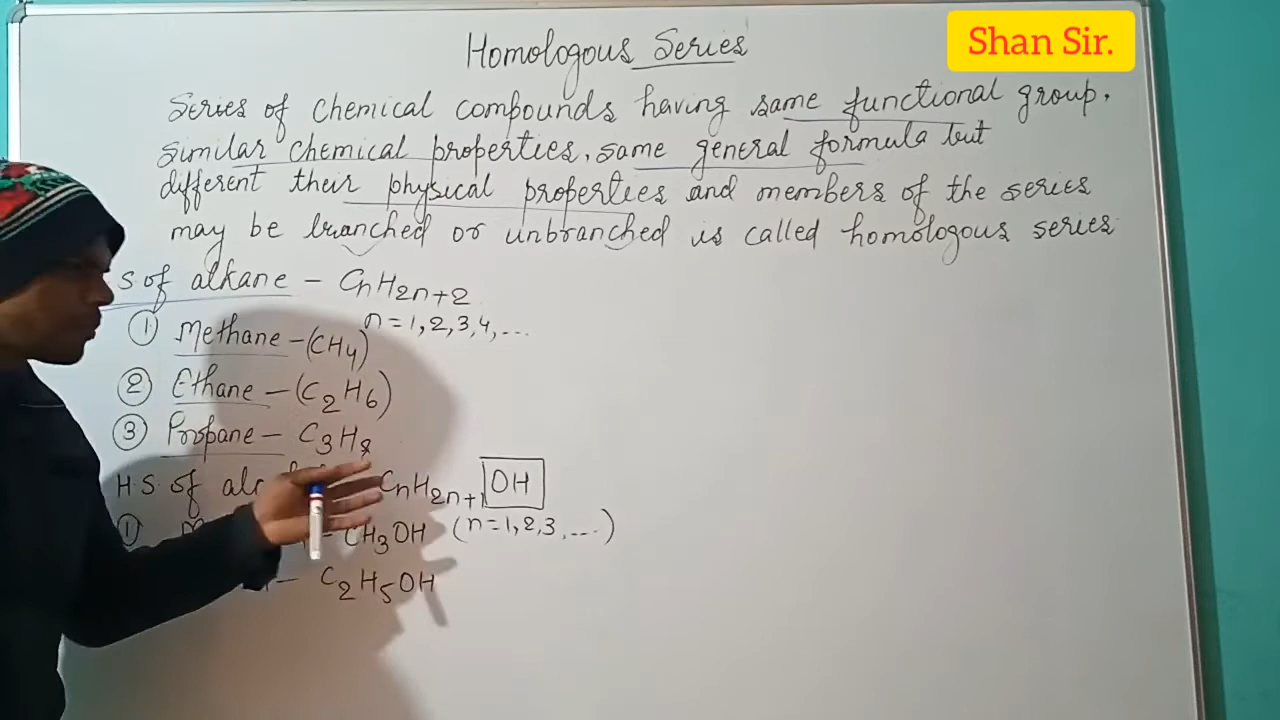 Homologous Series
Shan Sir.
Series of chemical compounds having same functional group,
similar chemical properties, same general formula but
different their physical properties and members of the series
may be branched or unbranched is called homologous series
S of alkane - CnH2n+2
n = 1, 2, 3, 4, ...
① Methane - (CH4)
② Ethane - (C2H6)
③ Propane - C3H8
H.S. of CnH2n+1 OH
① - CH3OH (n = 1, 2, 3, ...)
- C2H5OH